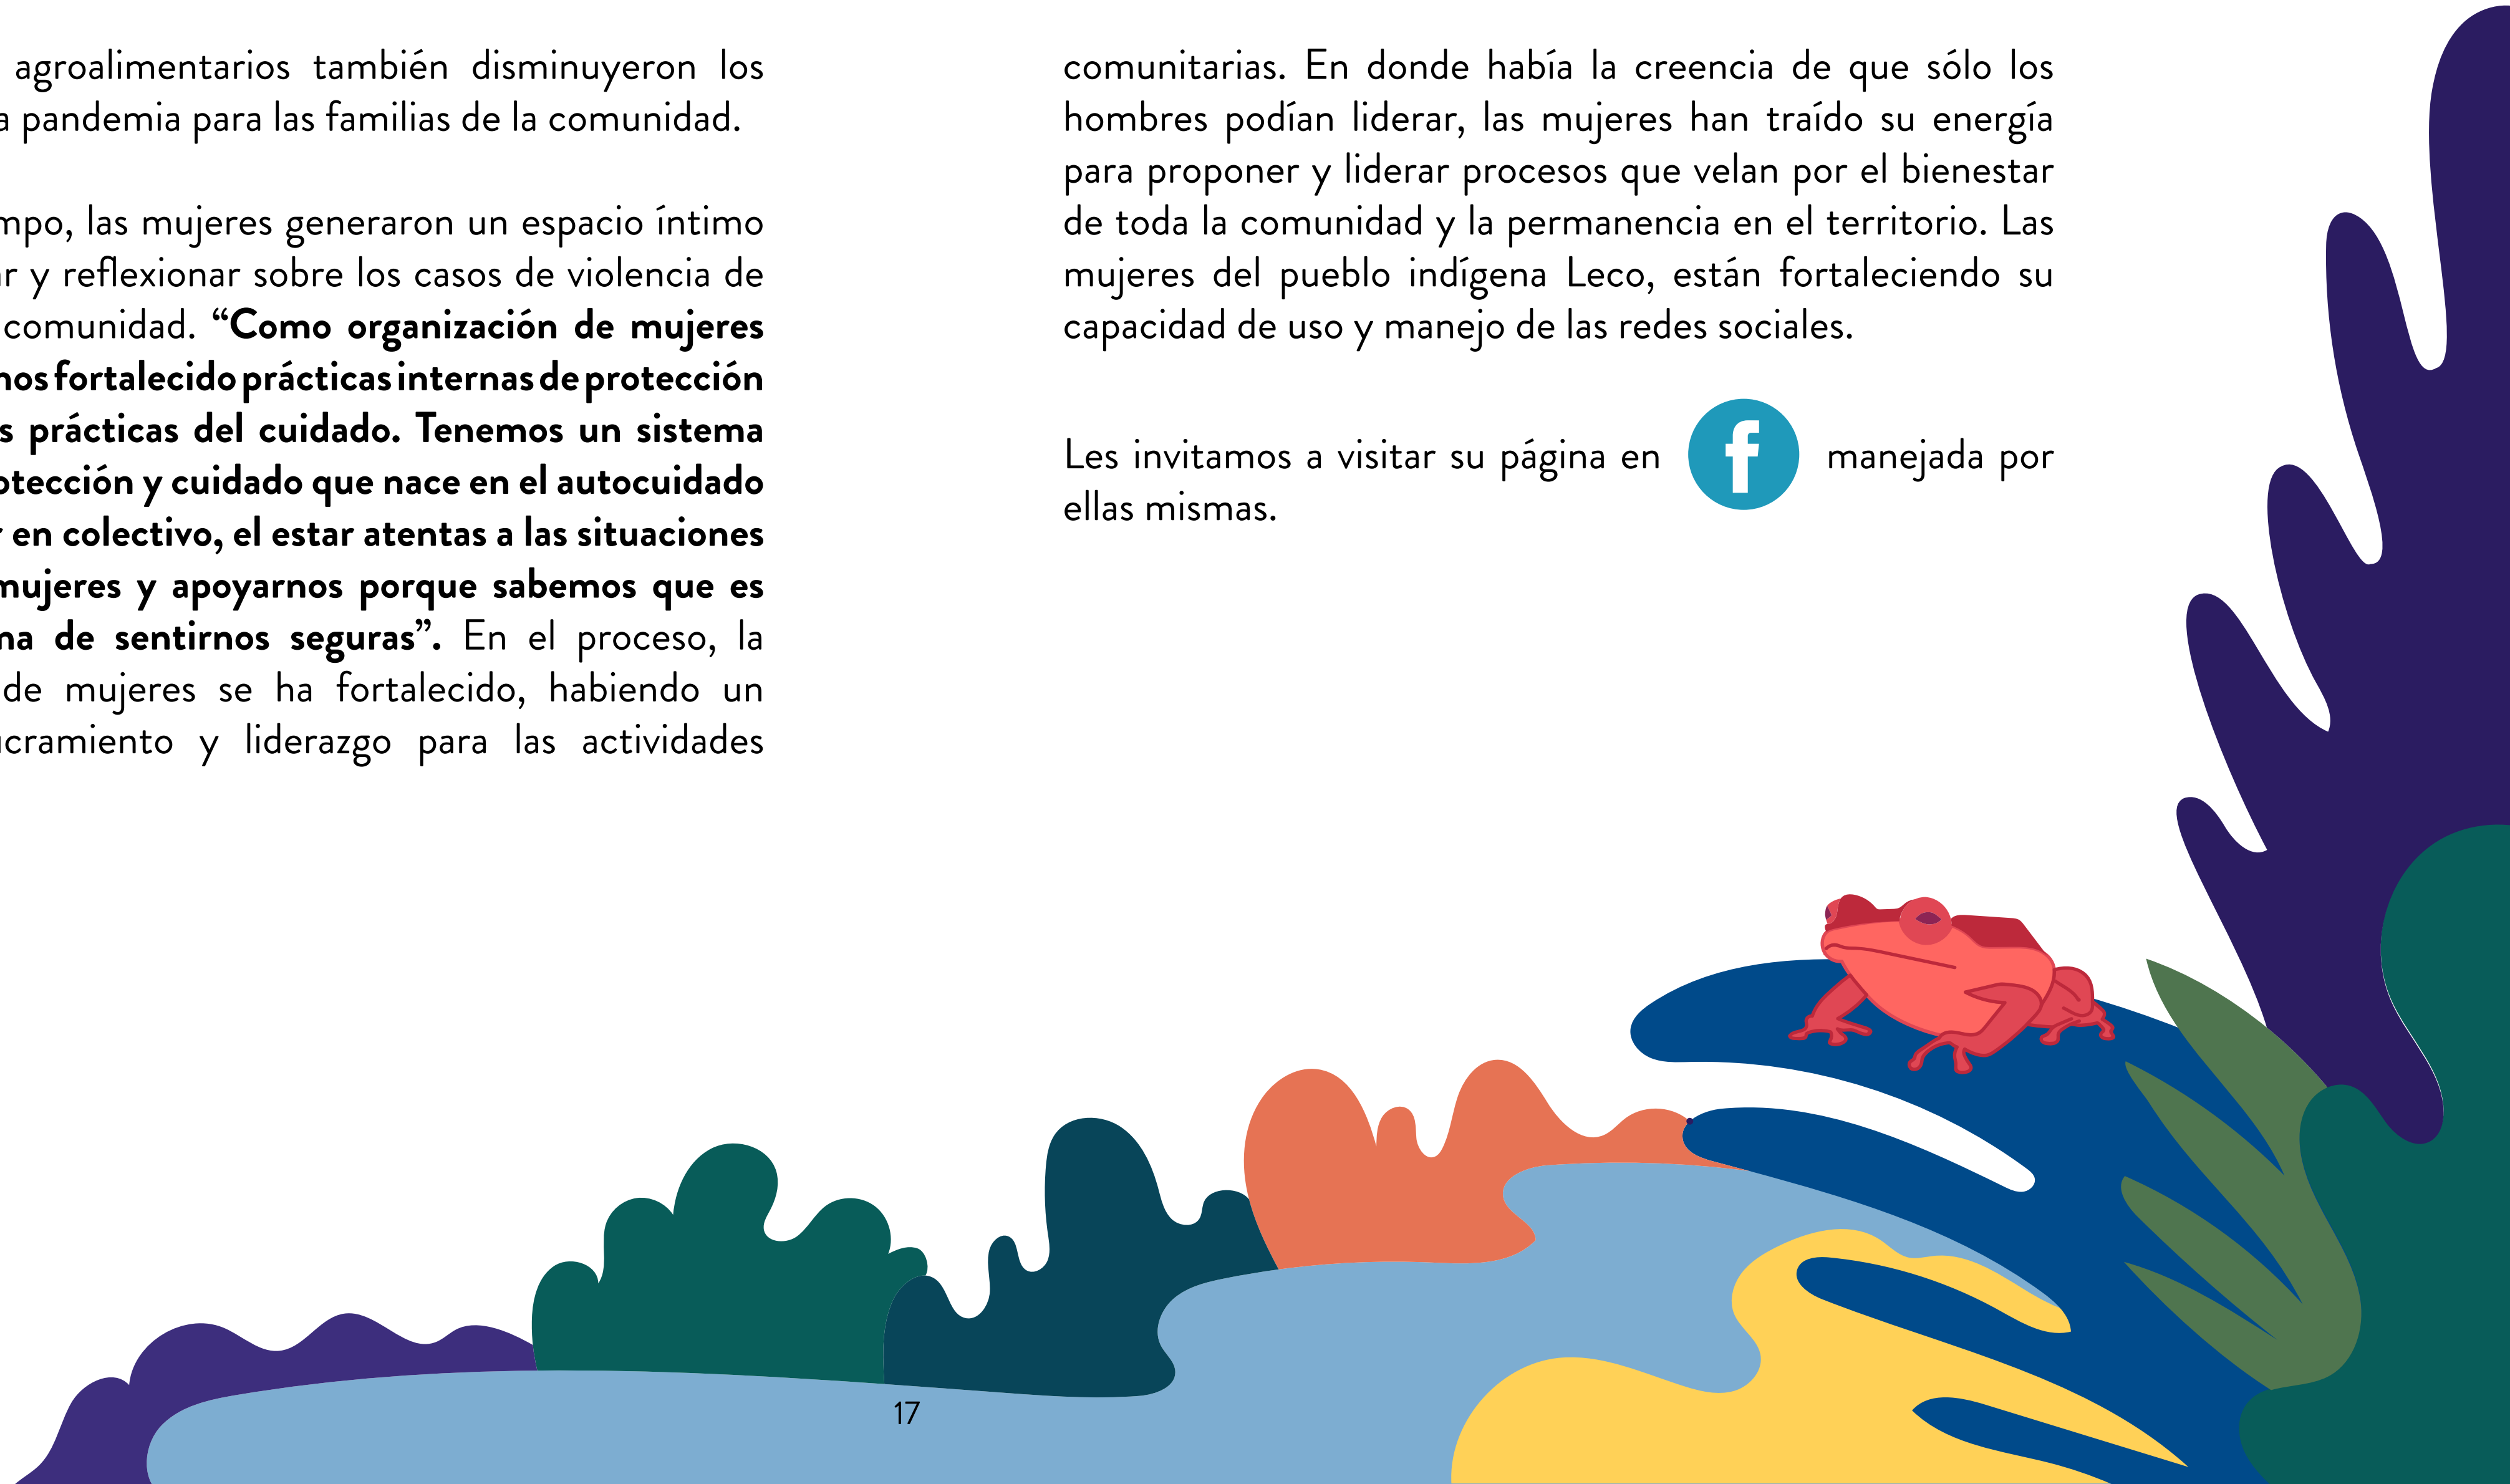 agroalimentarios también disminuyeron los
a pandemia para las familias de la comunidad.
mpo, las mujeres generaron un espacio íntimo
ar y reflexionar sobre los casos de violencia de
comunidad. “Como organización de mujeres
mos fortalecido prácticas internas de protección
s prácticas del cuidado. Tenemos un sistema
otección y cuidado que nace en el autocuidado
r en colectivo, el estar atentas a las situaciones
mujeres y apoyarnos porque sabemos que es
ma de sentirnos seguras”. En el proceso, la
de mujeres se ha fortalecido, habiendo un
ucramiento y liderazgo para las actividades
comunitarias. En donde había la creencia de que sólo los
hombres podían liderar, las mujeres han traído su energía
para proponer y liderar procesos que velan por el bienestar
de toda la comunidad y la permanencia en el territorio. Las
mujeres del pueblo indígena Leco, están fortaleciendo su
capacidad de uso y manejo de las redes sociales.
Les invitamos a visitar su página en f manejada por
ellas mismas.
17